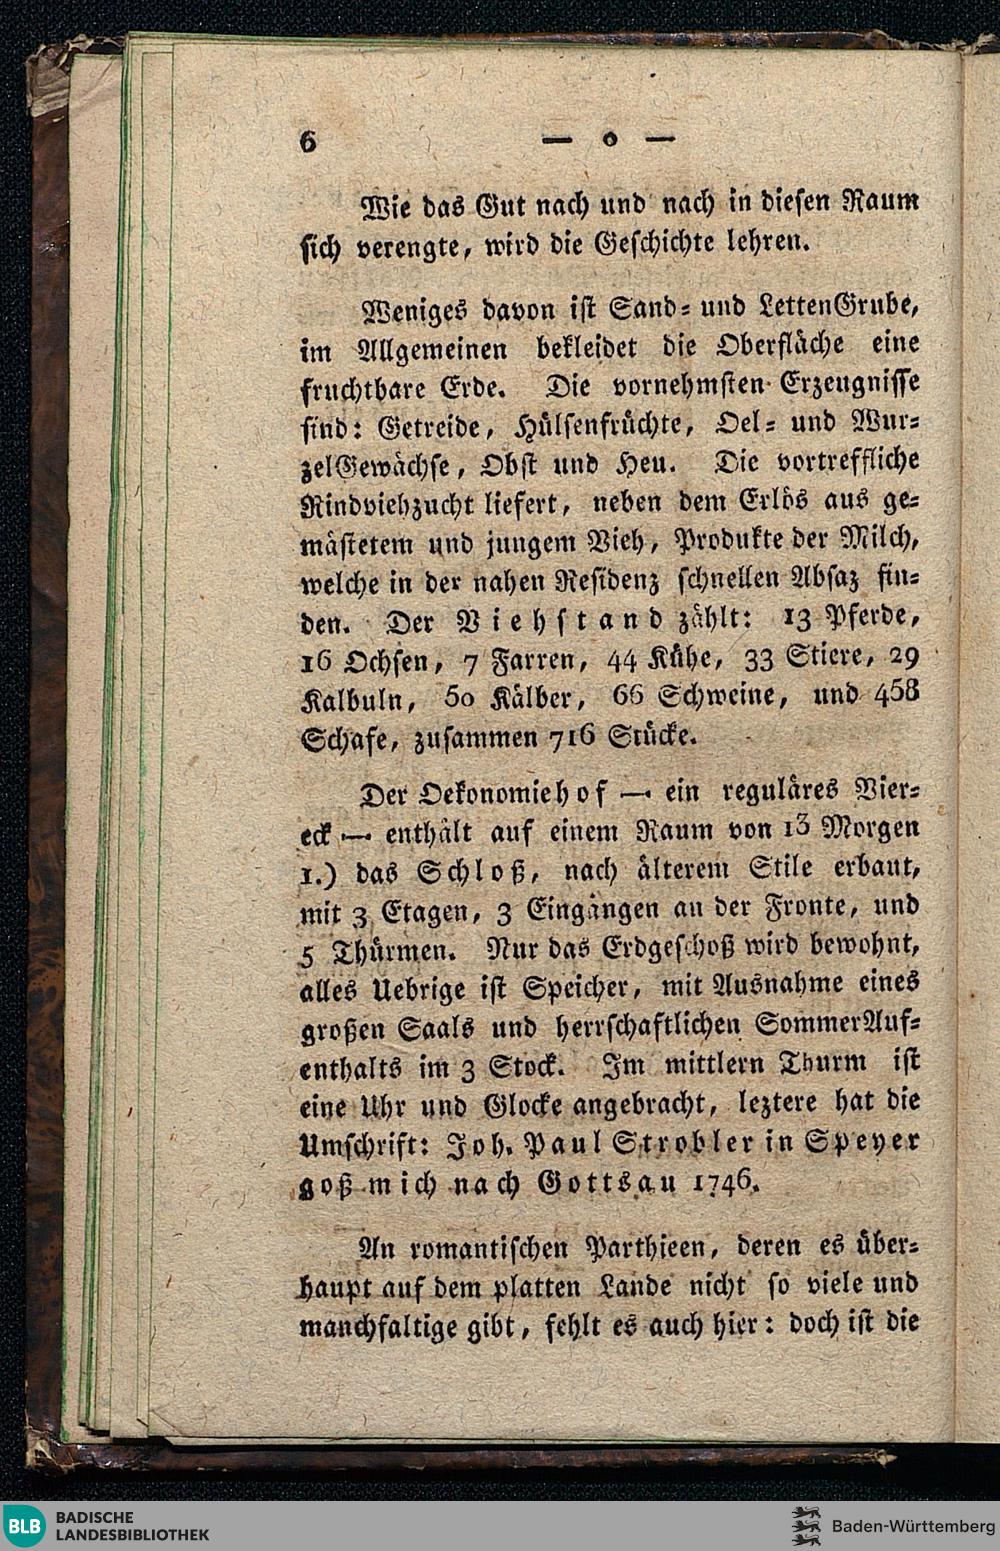 6 — o —
Wie das Gut nach und nach in diesen Raum
sich verengte, wird die Geschichte lehren.
Weniges davon ist Sand- und LettenGrube,
im Allgemeinen bekleidet die Oberfläche eine
fruchtbare Erde. Die vornehmsten Erzeugnisse
sind: Getreide, Hülsenfrüchte, Oel- und Wur-
zelGewächse, Obst und Heu. Die vortreffliche
Rindviehzucht liefert, neben dem Erlös aus ge-
mästetem und jungem Vieh, Produkte der Milch,
welche in der nahen Residenz schnellen Absaz fin-
den. Der Viehstand zählt: 13 Pferde,
16 Ochsen, 7 Farren, 44 Kühe, 33 Stiere, 29
Kalbuln, 50 Kälber, 66 Schweine, und 458
Schafe, zusammen 716 Stücke.
Der Oekonomiehof — ein reguläres Vier-
eck — enthält auf einem Raum von 13 Morgen
1.) das Schloß, nach älterem Stile erbaut,
mit 3 Etagen, 3 Eingängen an der Fronte, und
5 Thürmen. Nur das Erdgeschoß wird bewohnt,
alles Uebrige ist Speicher, mit Ausnahme eines
großen Saals und herrschaftlichen SommerAuf-
enthalts im 3 Stock. Im mittlern Thurm ist
eine Uhr und Glocke angebracht, leztere hat die
Umschrift: Joh. Paul Strobler in Speyer
goß mich nach Gottsau 1746.
An romantischen Parthieen, deren es über-
haupt auf dem platten Lande nicht so viele und
manchfaltige gibt, fehlt es auch hier: doch ist die
BLB BADISCHE
LANDESBIBLIOTHEK
Baden-Württemberg